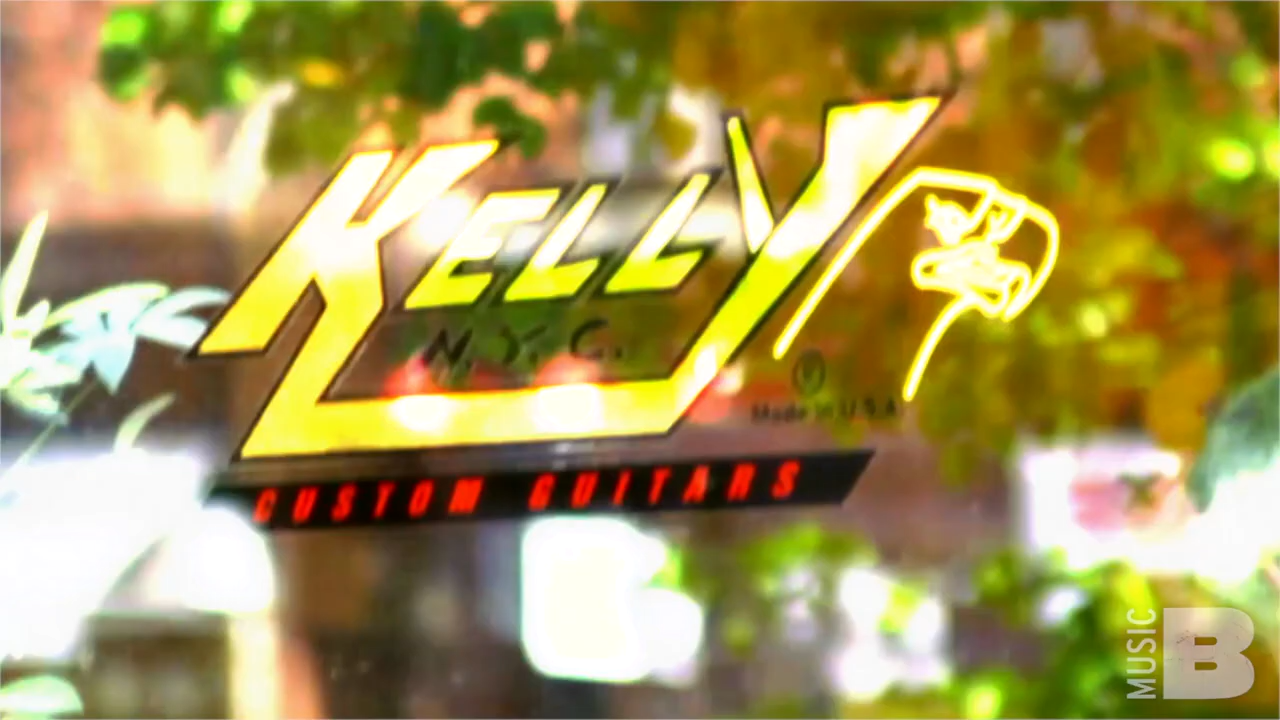 KELLY
N.Y.C.
®
Made in U.S.A
CUSTOM GUITARS
MUSIC B